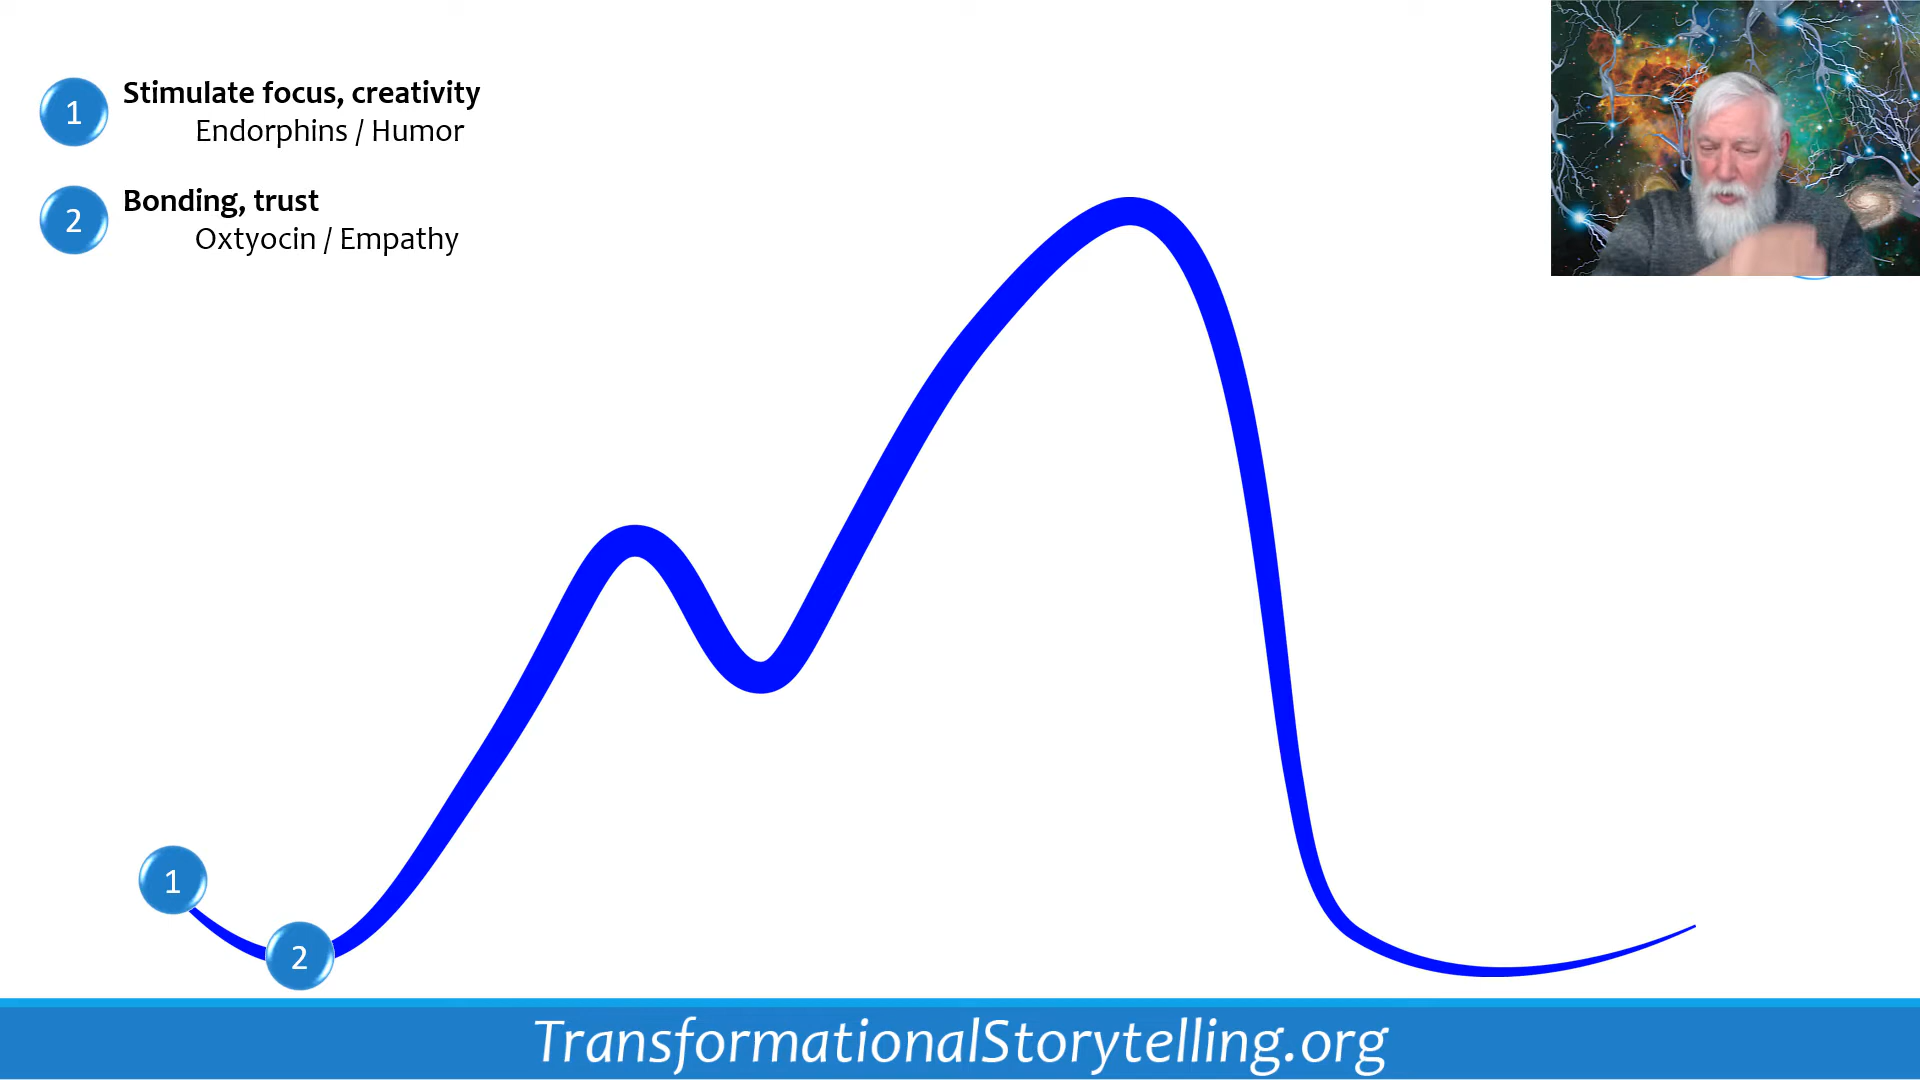 1 Stimulate focus, creativity
Endorphins / Humor
2 Bonding, trust
Oxtyocin / Empathy
1
2
TransformationalStorytelling.org